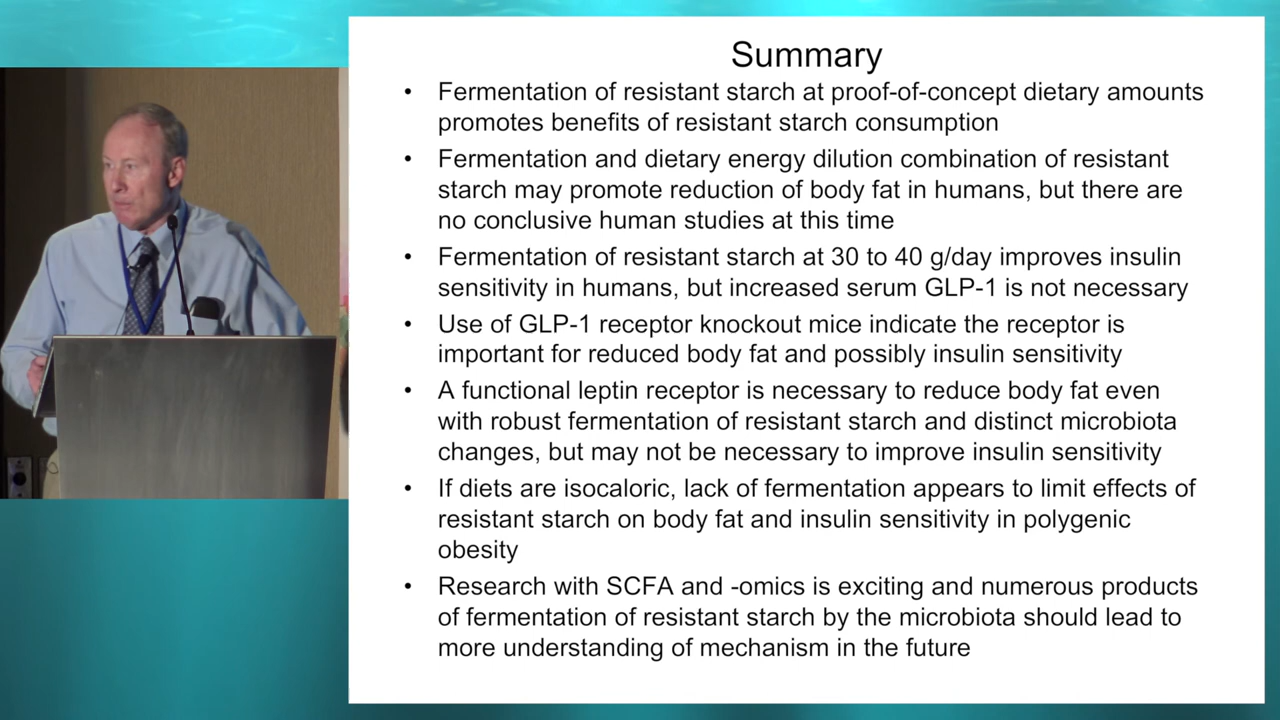 Summary
• Fermentation of resistant starch at proof-of-concept dietary amounts
promotes benefits of resistant starch consumption
• Fermentation and dietary energy dilution combination of resistant
starch may promote reduction of body fat in humans, but there are
no conclusive human studies at this time
• Fermentation of resistant starch at 30 to 40 g/day improves insulin
sensitivity in humans, but increased serum GLP-1 is not necessary
• Use of GLP-1 receptor knockout mice indicate the receptor is
important for reduced body fat and possibly insulin sensitivity
• A functional leptin receptor is necessary to reduce body fat even
with robust fermentation of resistant starch and distinct microbiota
changes, but may not be necessary to improve insulin sensitivity
• If diets are isocaloric, lack of fermentation appears to limit effects of
resistant starch on body fat and insulin sensitivity in polygenic
obesity
• Research with SCFA and -omics is exciting and numerous products
of fermentation of resistant starch by the microbiota should lead to
more understanding of mechanism in the future